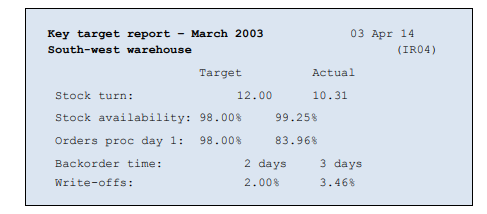 Key target report – March 2003 03 Apr 14
South-west warehouse (IR04)
Target Actual
Stock turn: 12.00 10.31
Stock availability: 98.00% 99.25%
Orders proc day 1: 98.00% 83.96%
Backorder time: 2 days 3 days
Write-offs: 2.00% 3.46%